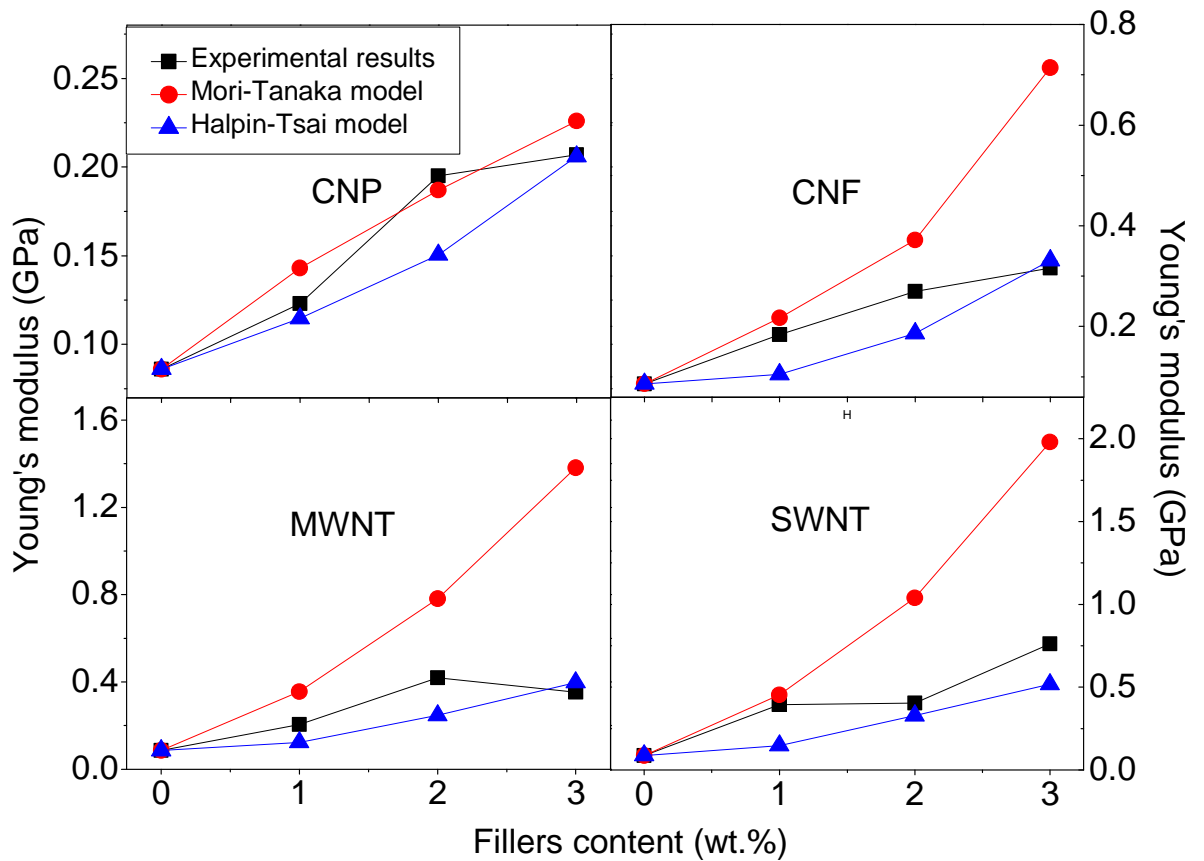 Experimental results
Mori-Tanaka model
Halpin-Tsai model
CNP
CNF
MWNT
SWNT
H
0.25
0.20
0.15
0.10
0.8
0.6
0.4
0.2
1.6
1.2
0.8
0.4
0.0
2.0
1.5
1.0
0.5
0.0
0 1 2 3
0 1 2 3
Young's modulus (GPa)
Young's modulus (GPa)
Fillers content (wt.%)